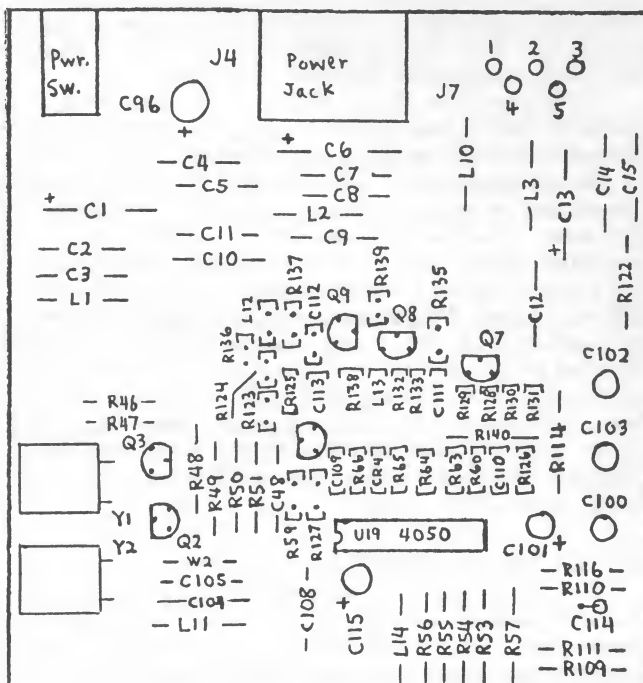 Pwr.
Sw.
J4
Power
Jack
J7
1 2 3
4 5
C96
+
C4
C5
+
C6
C7
C8
L2
C9
L10
L3
C13
+
C14
C15
+
C1
C2
C3
L1
C11
C10
C12
R122
R136
L12
R137
C112
Q9
R139
Q8
R135
Q7
C102
R124
R123
R125
C113
R138
L13
R132
R133
C111
R129
R128
R130
R131
R46
R47
Q3
R48
R49
R50
R51
C48
C109
R66
CR4
R65
R64
R63
R60
C110
R126
R140
R114
C103
C100
Y1
Y2
Q2
R59
R127
U19 4050
C101 +
W2
C105
C104
L11
C108
C115
+
L14
R56
R55
R54
R53
R57
R116
R110
C114
R111
R109